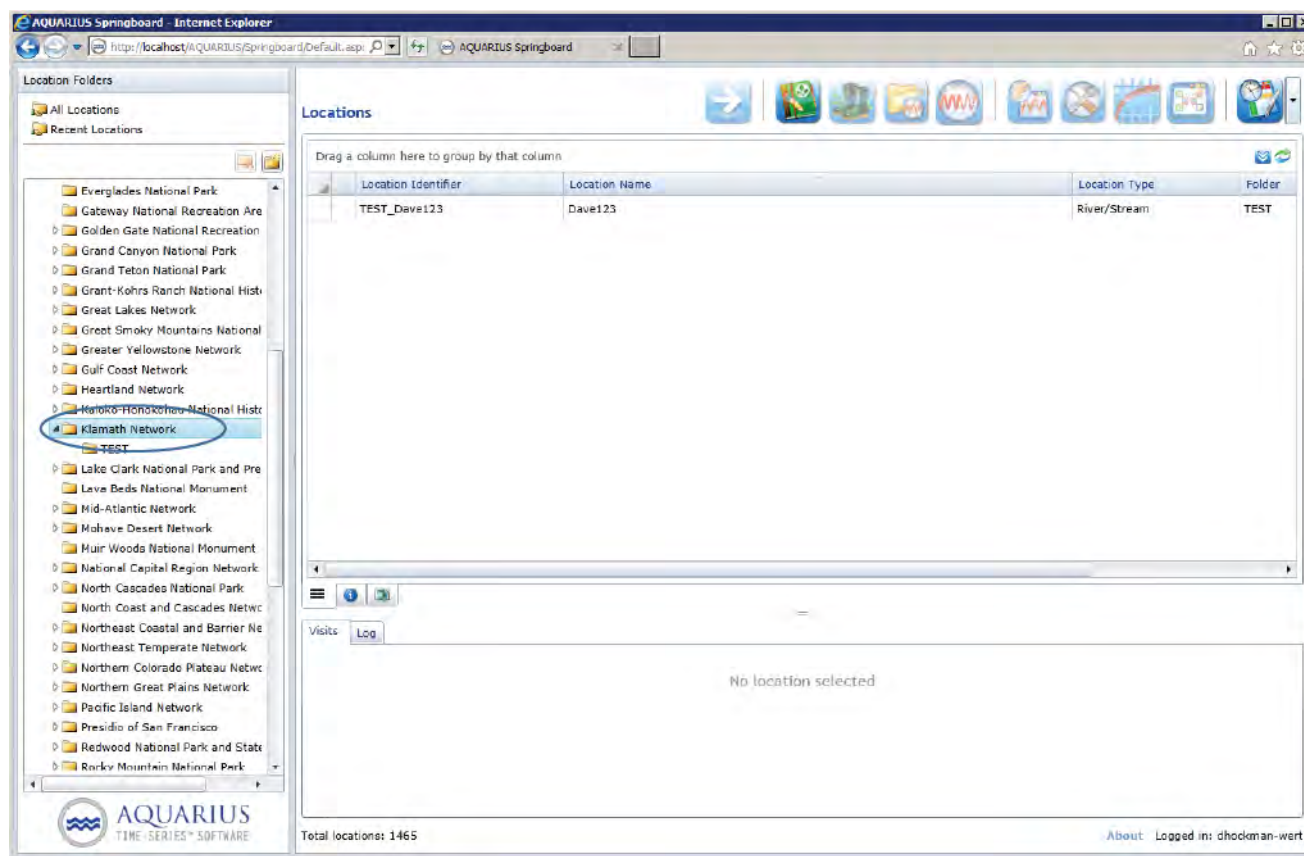 AQUARIUS Springboard - Internet Explorer
http://localhost/AQUARIUS/Springboard/Default.asp:
AQUARIUS Springboard
Location Folders
All Locations
Recent Locations
Everglades National Park
Gateway National Recreation Are
Golden Gate National Recreation
Grand Canyon National Park
Grand Teton National Park
Grant-Kohrs Ranch National Hist
Great Lakes Network
Great Smoky Mountains National
Greater Yellowstone Network
Gulf Coast Network
Heartland Network
Kaloko-Honokohau National Histo
Klamath Network
TEST
Lake Clark National Park and Pre
Lava Beds National Monument
Mid-Atlantic Network
Mohave Desert Network
Muir Woods National Monument
National Capital Region Network
North Cascades National Park
North Coast and Cascades Netwo
Northeast Coastal and Barrier Ne
Northeast Temperate Network
Northern Colorado Plateau Netwo
Northern Great Plains Network
Pacific Island Network
Presidio of San Francisco
Redwood National Park and State
Rocky Mountain National Park
AQUARIUS
TIME-SERIES™ SOFTWARE
Locations
Drag a column here to group by that column
Location Identifier Location Name Location Type Folder
TEST_Dave123 Dave123 River/Stream TEST
Visits Log
No location selected
Total locations: 1465
About Logged in: dhockman-wert